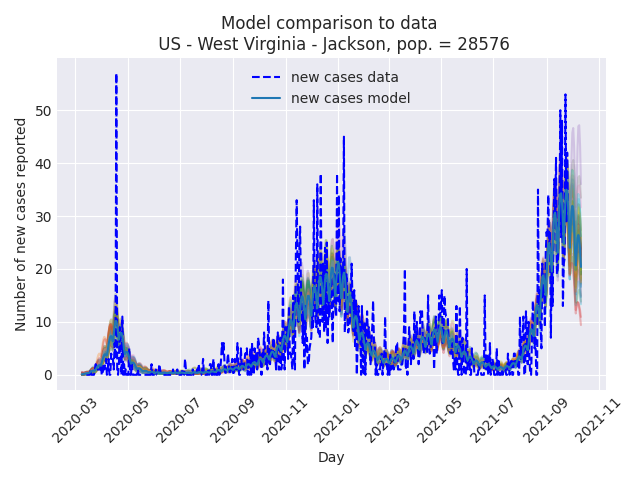 Model comparison to data
US - West Virginia - Jackson, pop. = 28576
new cases data
new cases model
Number of new cases reported
50
40
30
20
10
0
2020-03
2020-05
2020-07
2020-09
2020-11
2021-01
2021-03
2021-05
2021-07
2021-09
2021-11
Day